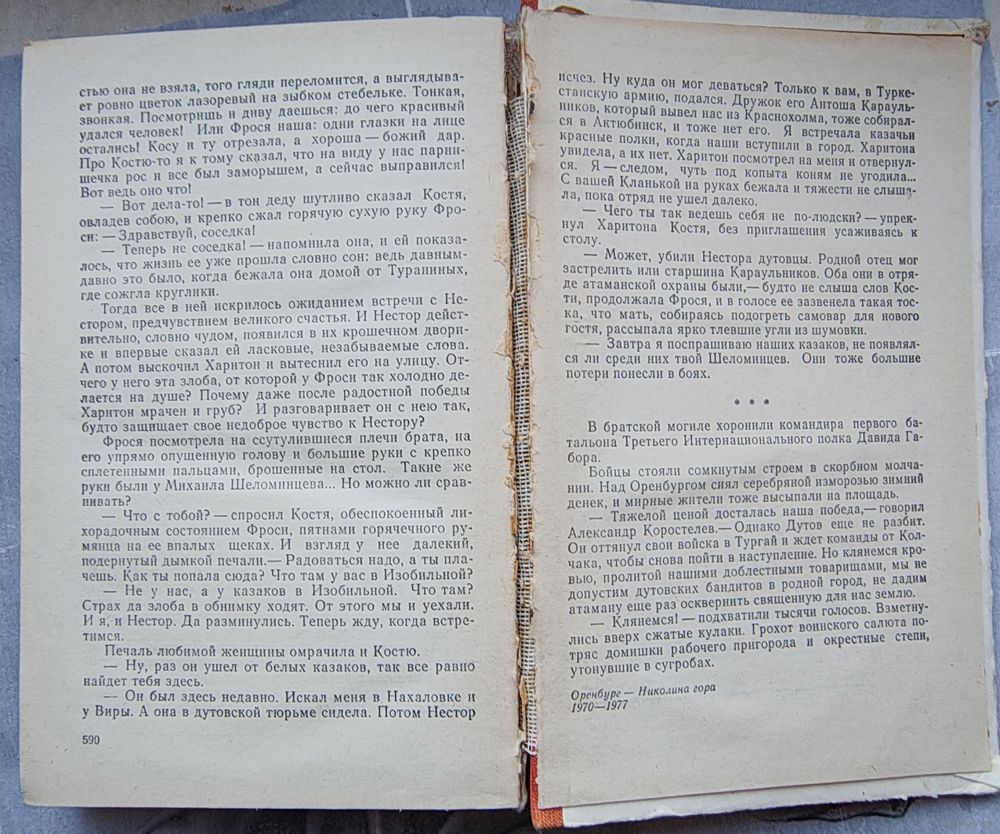 стью она не взяла, того гляди переломится, а выглядыва-
ет ровно цветок лазоревый на зыбком стебельке. Тонкая,
звонкая. Посмотришь и диву даешься: до чего красивый
удался человек! Или Фрося наша: одни глазки на лице
остались! Косу и ту отрезала, а хороша — божий дар.
Про Костю-то я к тому сказал, что на виду у нас парни-
шечка рос и все был заморышем, а сейчас выправился!
Вот ведь оно что!
— Вот дела-то! — в тон деду шутливо сказал Костя,
овладев собою, и крепко сжал горячую сухую руку Фро-
си: — Здравствуй, соседка!
— Теперь не соседка! — напомнила она, и ей показа-
лось, что жизнь ее уже прошла словно сон: ведь давным-
давно это было, когда бежала она домой от Тураниных,
где сожгла круглики.
Тогда все в ней искрилось ожиданием встречи с Не-
стором, предчувствием великого счастья. И Нестор дейст-
вительно, словно чудом, появился в их крошечном двори-
ке и впервые сказал ей ласковые, незабываемые слова.
А потом выскочил Харитон и вытеснил его на улицу. От-
чего у него эта злоба, от которой у Фроси так холодно де-
лается на душе? Почему даже после радостной победы
Харитон мрачен и груб? И разговаривает он с нею так,
будто защищает свое недоброе чувство к Нестору?
Фрося посмотрела на ссутулившиеся плечи брата, на
его упрямо опущенную голову и большие руки с крепко
сплетенными пальцами, брошенные на стол. Такие же
руки были у Михаила Шеломинцева... Но можно ли срав-
нивать?
— Что с тобой? — спросил Костя, обеспокоенный ли-
хорадочным состоянием Фроси, пятнами горячечного ру-
мянца на ее впалых щеках. И взгляд у нее далекий,
подернутый дымкой печали.— Радоваться надо, а ты пла-
чешь. Как ты попала сюда? Что там у вас в Изобильной?
— Не у нас, а у казаков в Изобильной. Что там?
Страх да злоба в обнимку ходят. От этого мы и уехали.
И я, и Нестор. Да разминулись. Теперь жду, когда встре-
тимся.
Печаль любимой женщины омрачила и Костю.
— Ну, раз он ушел от белых казаков, так все равно
найдет тебя здесь.
— Он был здесь недавно. Искал меня в Нахаловке и
у Виры. А она в дутовской тюрьме сидела. Потом Нестор
590
исчез. Ну куда он мог деваться? Только к вам, в Турке-
станскую армию, подался. Дружок его Антоша Карауль-
ников, который вывел нас из Краснохолма, тоже собирал-
ся в Актюбинск, и тоже нет его. Я встречала казачьи
красные полки, когда наши вступили в город. Харитона
увидела, а их нет. Харитон посмотрел на меня и отвернул-
ся. Я — следом, чуть под копыта коням не угодила...
С вашей Кланькой на руках бежала и тяжести не слыша-
ла, пока отряд не ушел далеко.
— Чего ты так ведешь себя не по-людски? — упрек-
нул Харитона Костя, без приглашения усаживаясь к
столу.
— Может, убили Нестора дутовцы. Родной отец мог
застрелить или старшина Караульников. Оба они в отря-
де атаманской охраны были,— будто не слыша слов Кос-
ти, продолжала Фрося, и в голосе ее зазвенела такая тос-
ка, что мать, собираясь подогреть самовар для нового
гостя, рассыпала ярко тлевшие угли из шумовки.
— Завтра я поспрашиваю наших казаков, не появлял-
ся ли среди них твой Шеломинцев. Они тоже большие
потери понесли в боях.
* * *
В братской могиле хоронили командира первого ба-
тальона Третьего Интернационального полка Давида Га-
бора.
Бойцы стояли сомкнутым строем в скорбном молча-
нии. Над Оренбургом сиял серебряной изморозью зимний
денек, и мирные жители тоже высыпали на площадь.
— Тяжелой ценой досталась наша победа,— говорил
Александр Коростелев.— Однако Дутов еще не разбит.
Он оттянул свои войска в Тургай и ждет команды от Кол-
чака, чтобы снова пойти в наступление. Но клянемся кро-
вью, пролитой нашими доблестными товарищами, мы не
допустим дутовских бандитов в родной город, не дадим
атаману еще раз осквернить священную для нас землю.
— Клянемся! — подхватили тысячи голосов. Взметну-
лись вверх сжатые кулаки. Грохот воинского салюта по-
тряс домишки рабочего пригорода и окрестные степи,
утонувшие в сугробах.
Оренбург — Николина гора
1970—1977